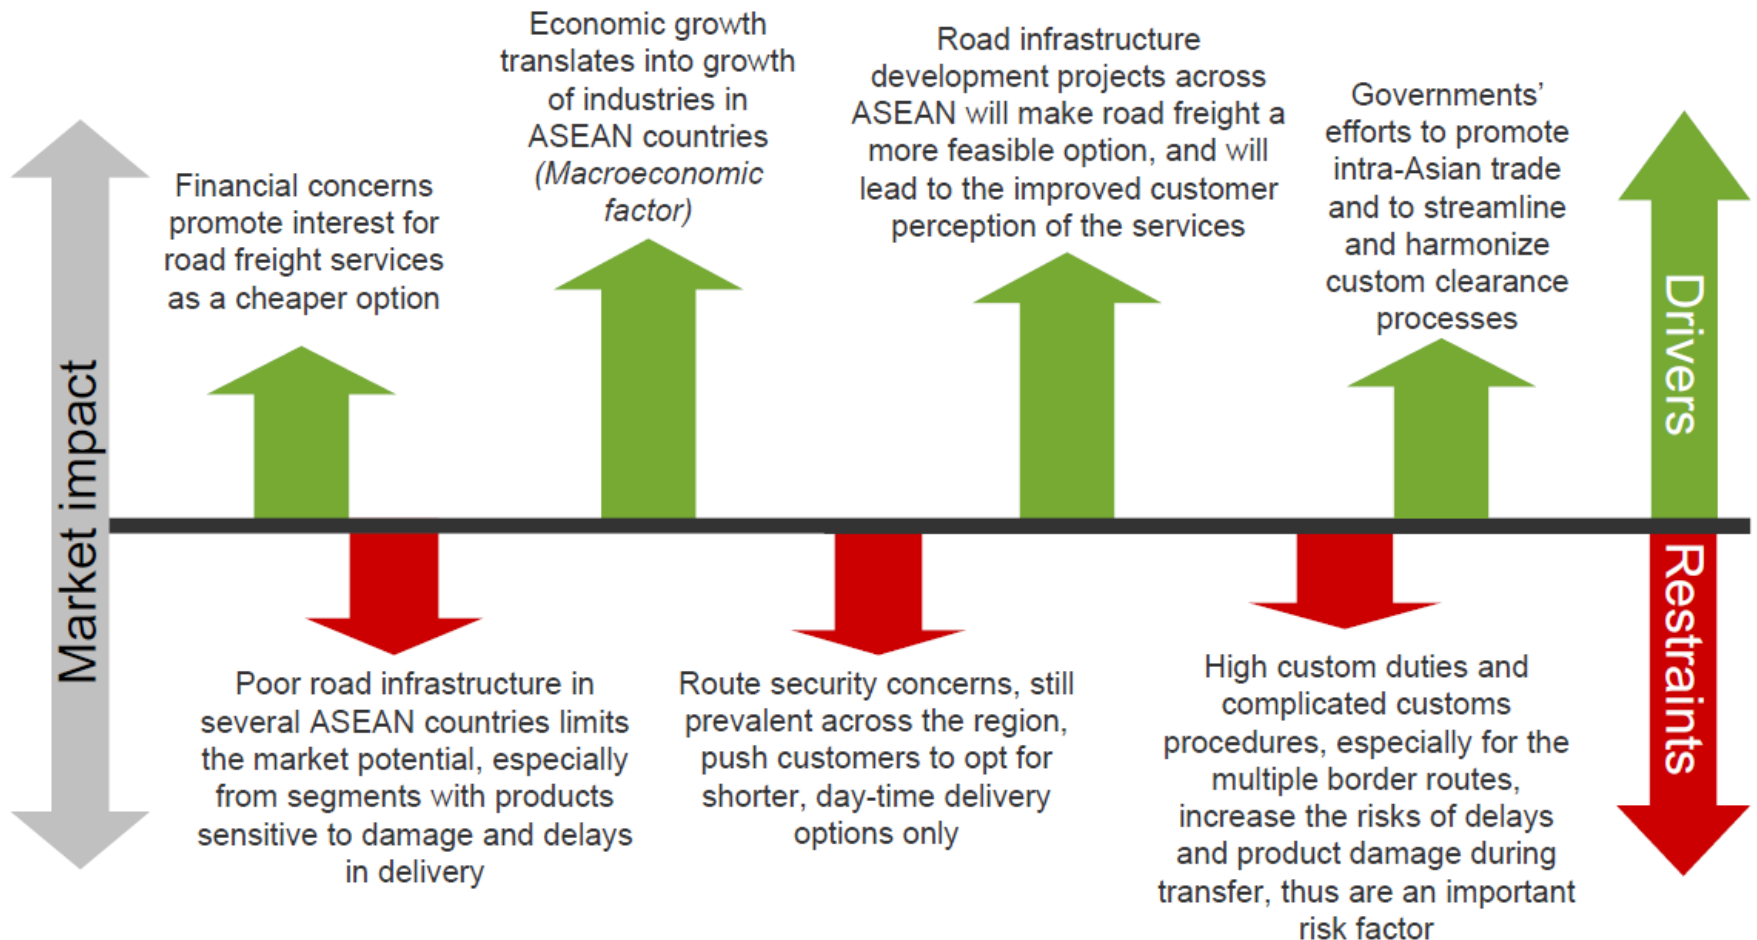 Market impact
Financial concerns
promote interest for
road freight services
as a cheaper option
Economic growth
translates into growth
of industries in
ASEAN countries
(Macroeconomic
factor)
Road infrastructure
development projects across
ASEAN will make road freight a
more feasible option, and will
lead to the improved customer
perception of the services
Governments’
efforts to promote
intra-Asian trade
and to streamline
and harmonize
custom clearance
processes
Drivers
Poor road infrastructure in
several ASEAN countries limits
the market potential, especially
from segments with products
sensitive to damage and delays
in delivery
Route security concerns, still
prevalent across the region,
push customers to opt for
shorter, day-time delivery
options only
High custom duties and
complicated customs
procedures, especially for the
multiple border routes,
increase the risks of delays
and product damage during
transfer, thus are an important
risk factor
Restraints